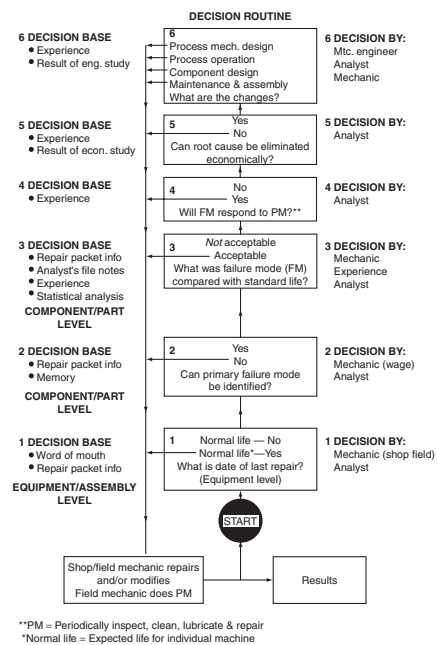 DECISION ROUTINE
6 DECISION BASE
• Experience
• Result of eng. study
6
Process mech. design
Process operation
Component design
Maintenance & assembly
What are the changes?
6 DECISION BY:
Mtc. engineer
Analyst
Mechanic
5 DECISION BASE
• Experience
• Result of econ. study
5
Yes
No
Can root cause be eliminated
economically?
5 DECISION BY:
Analyst
4 DECISION BASE
• Experience
4
No
Yes
Will FM respond to PM?**
4 DECISION BY:
Analyst
3 DECISION BASE
• Repair packet info
• Analyst's file notes
• Experience
• Statistical analysis
COMPONENT/PART
LEVEL
3
Not acceptable
Acceptable
What was failure mode (FM)
compared with standard life?
3 DECISION BY:
Mechanic
Experience
Analyst
2 DECISION BASE
• Repair packet info
• Memory
COMPONENT/PART
LEVEL
2
Yes
No
Can primary failure mode
be identified?
2 DECISION BY:
Mechanic (wage)
Analyst
1 DECISION BASE
• Word of mouth
• Repair packet info
EQUIPMENT/ASSEMBLY
LEVEL
1
Normal life — No
Normal life*—Yes
What is date of last repair?
(Equipment level)
1 DECISION BY:
Mechanic (shop field)
Analyst
START
Shop/field mechanic repairs
and/or modifies
Field mechanic does PM
Results
**PM = Periodically inspect, clean, lubricate & repair
*Normal life = Expected life for individual machine